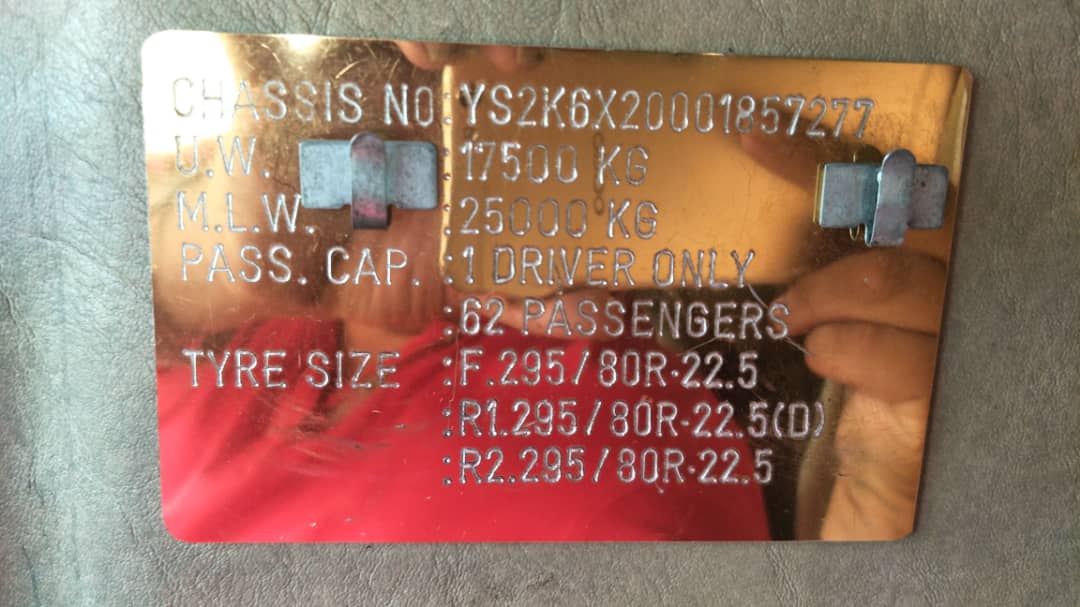 CHASSIS NO.:YS2K6X20001857277
U.W. :17500 KG
M.L.W. :25000 KG
PASS. CAP. :1 DRIVER ONLY
:62 PASSENGERS
TYRE SIZE :F.295/80R-22.5
:R1.295/80R-22.5(D)
:R2.295/80R-22.5